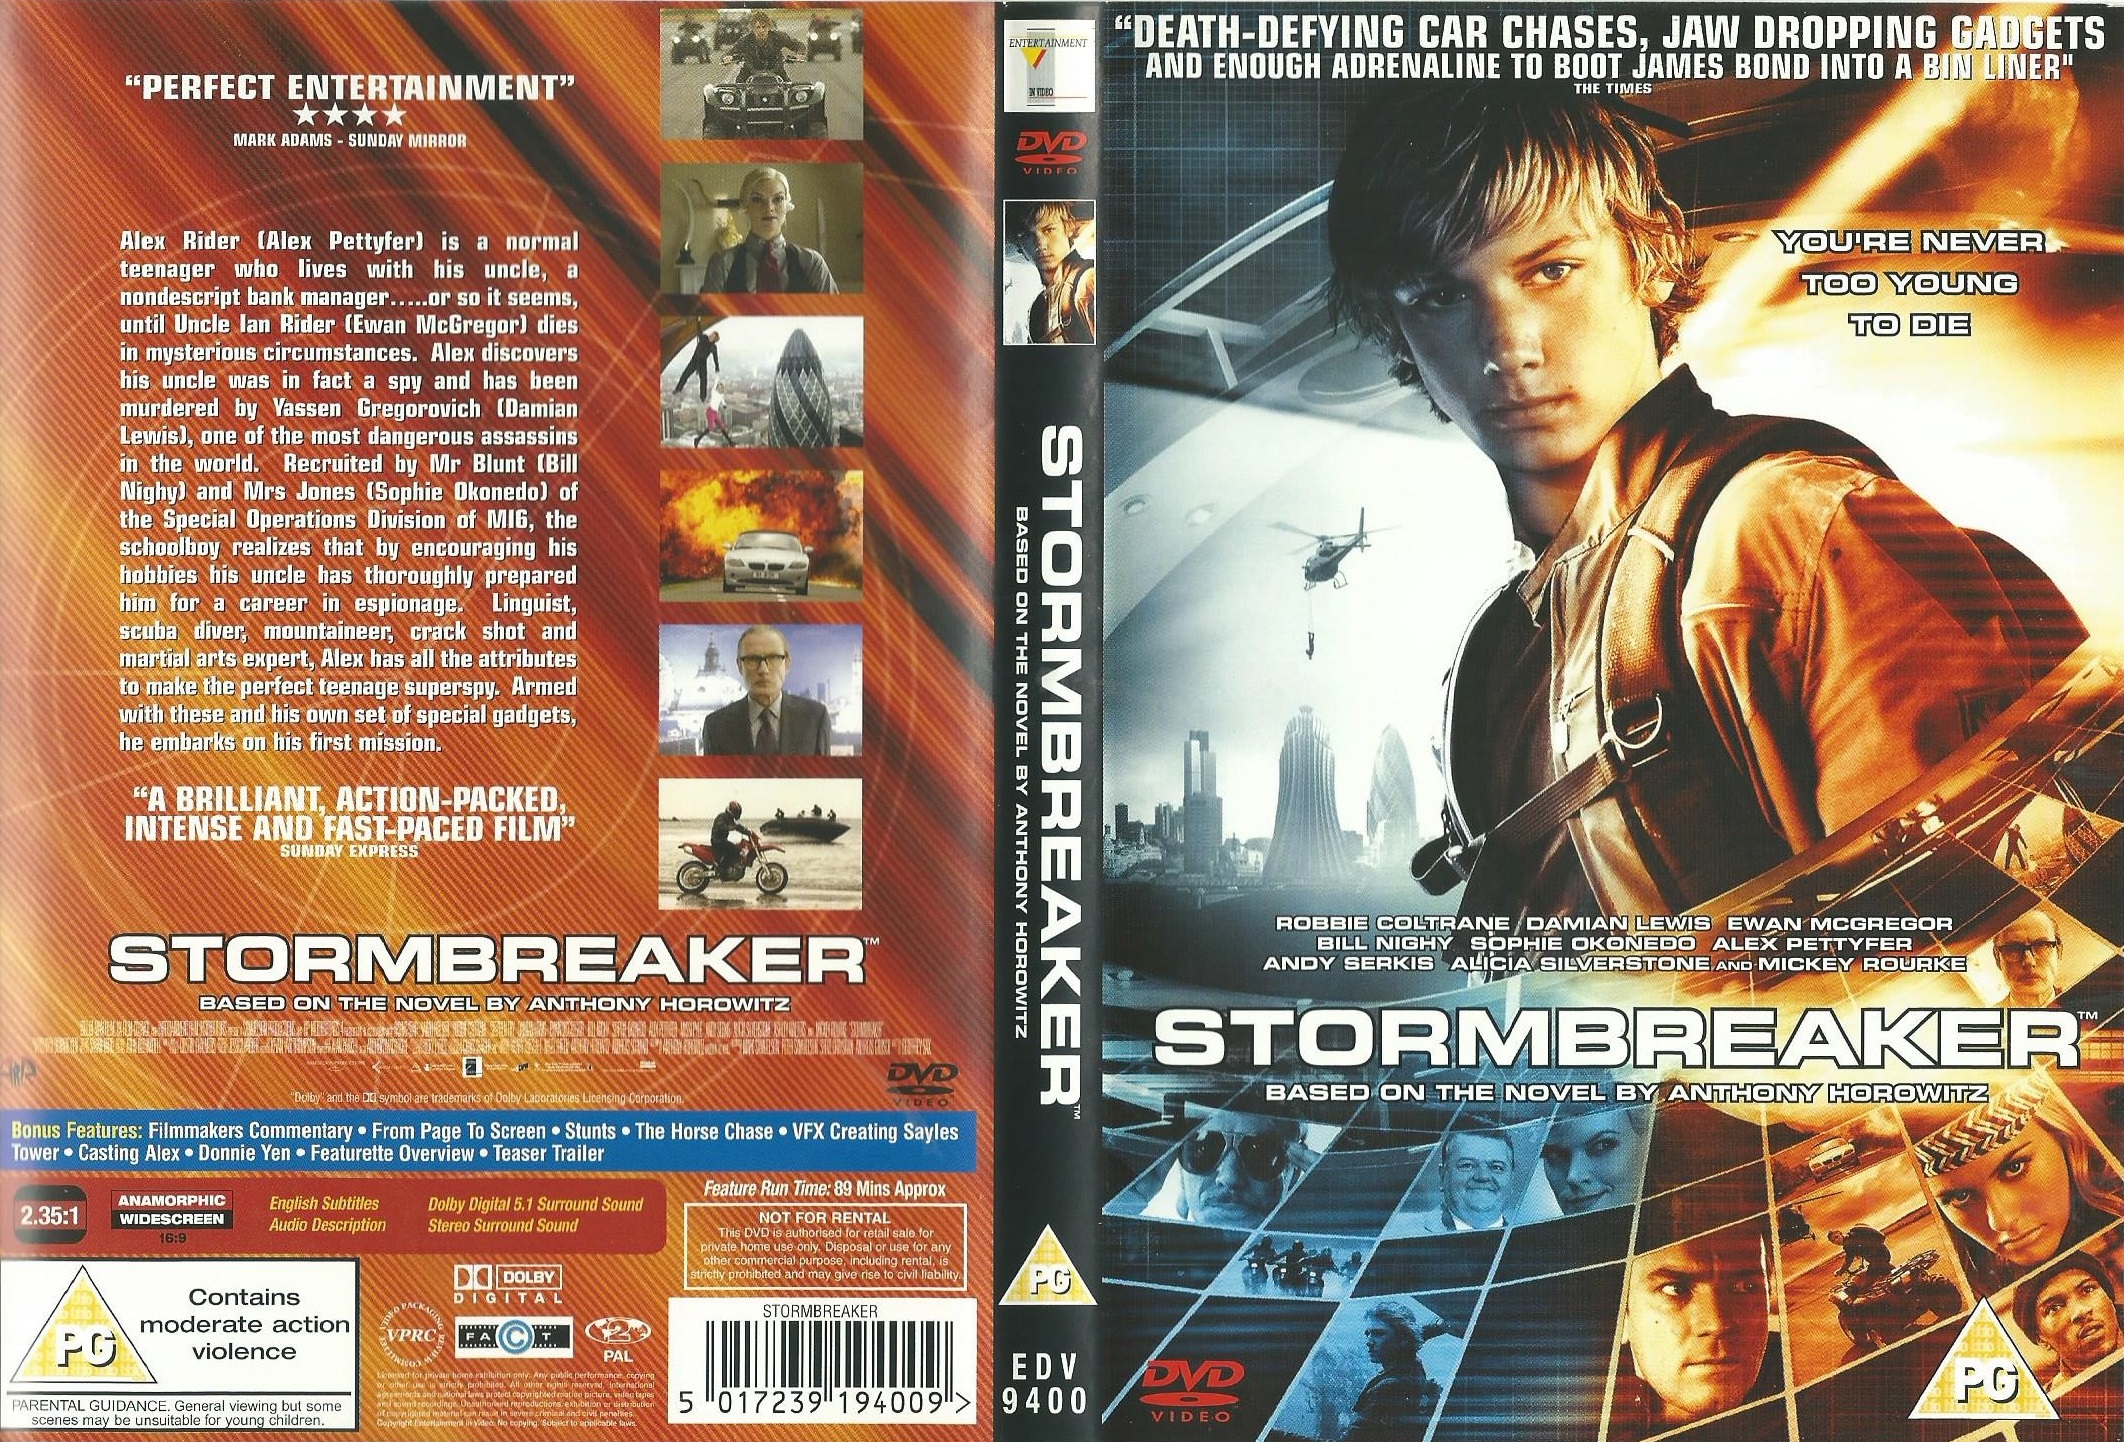 “PERFECT ENTERTAINMENT”
★★★★
MARK ADAMS - SUNDAY MIRROR
Alex Rider (Alex Pettyfer) is a normal
teenager who lives with his uncle, a
nondescript bank manager.....or so it seems,
until Uncle Ian Rider (Ewan McGregor) dies
in mysterious circumstances. Alex discovers
his uncle was in fact a spy and has been
murdered by Yassen Gregorovich (Damian
Lewis), one of the most dangerous assassins
in the world. Recruited by Mr Blunt (Bill
Nighy) and Mrs Jones (Sophie Okonedo) of
the Special Operations Division of MI6, the
schoolboy realizes that by encouraging his
hobbies his uncle has thoroughly prepared
him for a career in espionage. Linguist,
scuba diver, mountaineer, crack shot and
martial arts expert, Alex has all the attributes
to make the perfect teenage superspy. Armed
with these and his own set of special gadgets,
he embarks on his first mission.
“A BRILLIANT, ACTION-PACKED,
INTENSE AND FAST-PACED FILM”
SUNDAY EXPRESS
STORMBREAKER™
BASED ON THE NOVEL BY ANTHONY HOROWITZ
DVD
VIDEO
"Dolby" and the DD symbol are trademarks of Dolby Laboratories Licensing Corporation.
Bonus Features: Filmmakers Commentary • From Page To Screen • Stunts • The Horse Chase • VFX Creating Sayles
Tower • Casting Alex • Donnie Yen • Featurette Overview • Teaser Trailer
2.35:1
ANAMORPHIC
WIDESCREEN
16:9
English Subtitles
Audio Description
Dolby Digital 5.1 Surround Sound
Stereo Surround Sound
Feature Run Time: 89 Mins Approx
NOT FOR RENTAL
This DVD is authorised for retail sale for
private home use only. Disposal or use for any
other commercial purpose, including rental, is
strictly prohibited and may give rise to civil liability.
PG
Contains
moderate action
violence
PARENTAL GUIDANCE. General viewing but some
scenes may be unsuitable for young children.
DOLBY
DIGITAL
VPRC
FACT
2
PAL
STORMBREAKER
5 017239 194009 >
ENTERTAINMENT
IN VIDEO
DVD
VIDEO
STORMBREAKER™
BASED ON THE NOVEL BY ANTHONY HOROWITZ
PG
EDV
9400
“DEATH-DEFYING CAR CHASES, JAW DROPPING GADGETS
AND ENOUGH ADRENALINE TO BOOT JAMES BOND INTO A BIN LINER"
THE TIMES
YOU'RE NEVER
TOO YOUNG
TO DIE
ROBBIE COLTRANE DAMIAN LEWIS EWAN MCGREGOR
BILL NIGHY SOPHIE OKONEDO ALEX PETTYFER
ANDY SERKIS ALICIA SILVERSTONE AND MICKEY ROURKE
STORMBREAKER™
BASED ON THE NOVEL BY ANTHONY HOROWITZ
DVD
VIDEO
PG